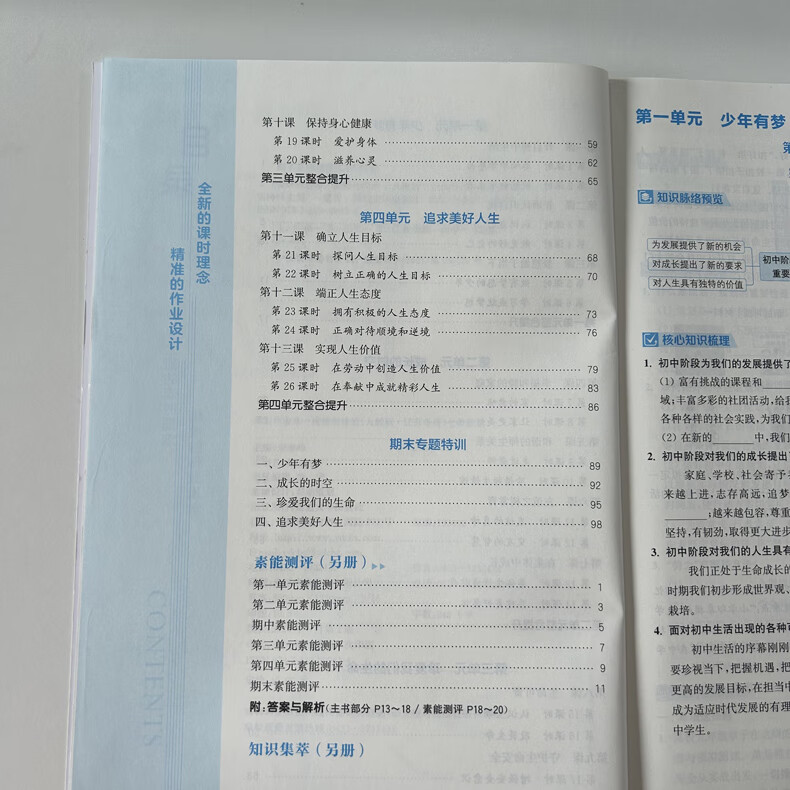 全新的课时理念
精准的作业设计
CONTENTS
第十课 保持身心健康
第19课时 爱护身体 59
第20课时 滋养心灵 62
第三单元整合提升 65
第四单元 追求美好人生
第十一课 确立人生目标
第21课时 探问人生目标 68
第22课时 树立正确的人生目标 70
第十二课 端正人生态度
第23课时 拥有积极的人生态度 73
第24课时 正确对待顺境和逆境 76
第十三课 实现人生价值
第25课时 在劳动中创造人生价值 79
第26课时 在奉献中成就精彩人生 83
第四单元整合提升 86
期末专题特训
一、少年有梦 89
二、成长的时空 92
三、珍爱我们的生命 95
四、追求美好人生 98
素能测评(另册)
第一单元素能测评 1
第二单元素能测评 3
期中素能测评 5
第三单元素能测评 7
第四单元素能测评 9
期末素能测评 11
附:答案与解析(主书部分 P13~18 / 素能测评 P18~20)
知识集萃(另册)
第一单元 少年有梦
知识脉络预览
为发展提供了新的机会
对成长提出了新的要求
对人生具有独特的价值
初中阶
重要
核心知识梳理
1. 初中阶段为我们的发展提供了
(1) 富有挑战的课程和____
域;丰富多彩的社团活动,给我
各种各样的社会实践,为我们
(2) 在新的____中,我们
2. 初中阶段对我们的成长提出了
家庭、学校、社会寄予
来越上进,志存高远,追梦
____;越来越包容,尊重
坚持,有韧劲,取得更大进步
3. 初中阶段对我们的人生具有
我们正处于生命成长的
时期我们初步形成世界观、
栽培。
4. 面对初中生活出现的各种可
初中生活的序幕刚刚
要珍视当下,把握机遇,把
更高的发展目标,在担当中
成为适应时代发展的有理
中学生。